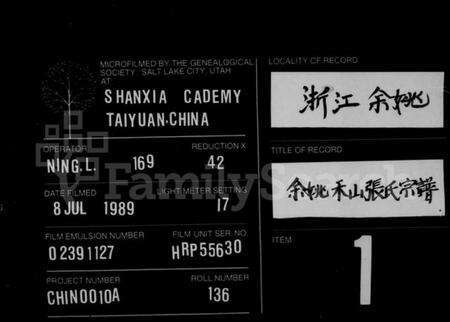 MICROFILMED BY THE GENEALOGICAL
SOCIETY SALT LAKE CITY, UTAH
AT
SHANXIA CADEMY
TAIYUAN·CHINA
OPERATOR
REDUCTION X
NING.L.
169
42
DATE FILMED
LIGHT METER SETTING
8 JUL 1989
17
FILM EMULSION NUMBER
FILM UNIT SER. NO.
02391127
HRP55630
PROJECT NUMBER
ROLL NUMBER
CHIN0010A
136
LOCALITY OF RECORD
浙江 余姚
TITLE OF RECORD
余姚禾山張氏宗譜
ITEM
1
FamilySearch